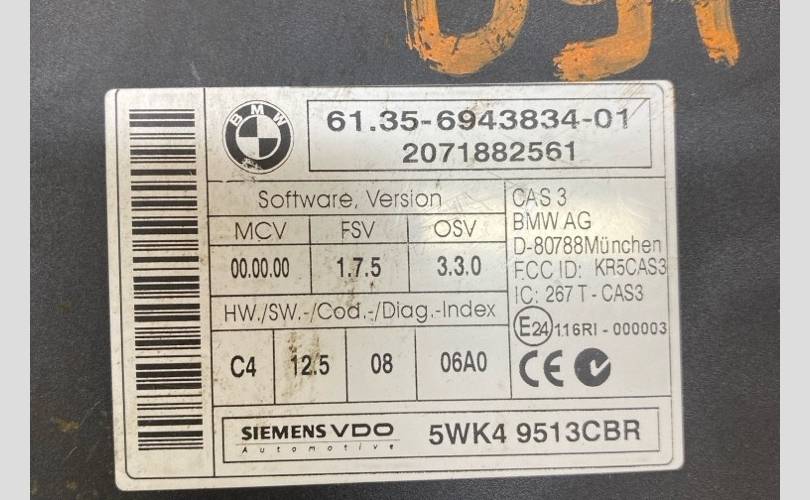 BMW
61.35-6943834-01
2071882561
Software, Version
MCV FSV OSV
00.00.00 1.7.5 3.3.0
HW./SW.-/Cod.-/Diag.-Index
C4 12.5 08 06A0
CAS 3
BMW AG
D-80788München
F.CC ID: KR5CAS3
IC: 267 T - CAS3
E24 116RI - 000003
CE
SIEMENS VDO
Automotive
5WK4 9513CBR